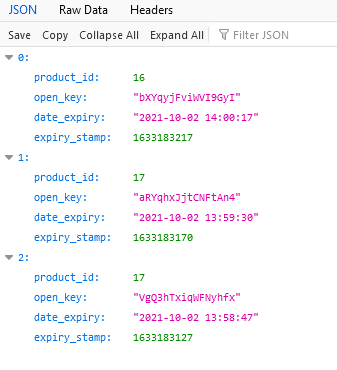 JSON Raw Data Headers
Save Copy Collapse All Expand All Filter JSON
0:
product_id: 16
open_key: "bXYqyjFviWVI9GyI"
date_expiry: "2021-10-02 14:00:17"
expiry_stamp: 1633183217
1:
product_id: 17
open_key: "aRYqhxJjtCNFtAn4"
date_expiry: "2021-10-02 13:59:30"
expiry_stamp: 1633183170
2:
product_id: 17
open_key: "VgQ3hTxiqWFNyhfx"
date_expiry: "2021-10-02 13:58:47"
expiry_stamp: 1633183127